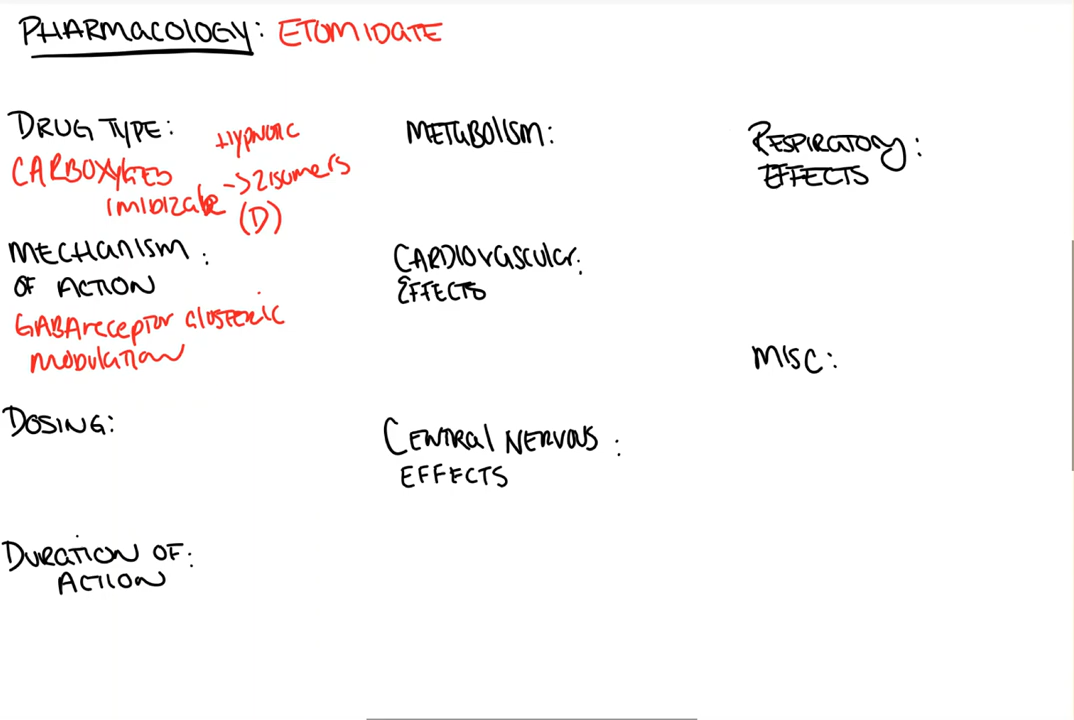 PHARMACOLOGY: ETOMIDATE
DRUG TYPE:
HYPNOTIC
CARBOXYLATED
IMIDIZALE -> 2 isomers
(D)
MECHANISM:
OF ACTION
GABA receptor allosteric
modulation
DOSING:
DURATION OF:
ACTION
METABOLISM:
CARDIOVASCULAR:
EFFECTS
CENTRAL NERVOUS:
EFFECTS
RESPIRATORY:
EFFECTS
MISC: